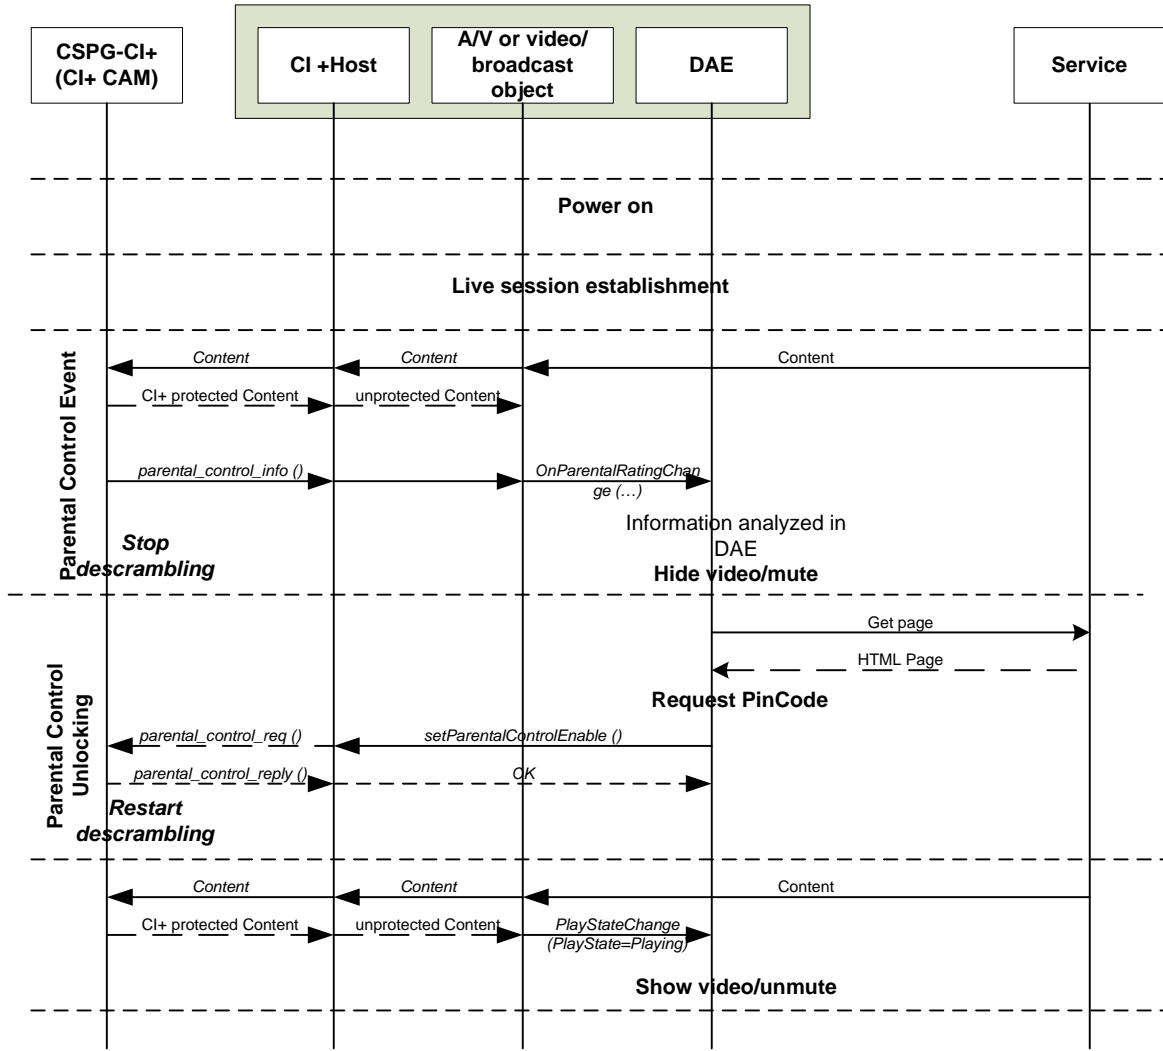 CSPG-CI+
(CI+ CAM)
CI +Host
A/V or video/
broadcast
object
DAE
Service
Power on
Live session establishment
Parental Control Event
Content
Content
Content
CI+ protected Content
unprotected Content
parental_control_info ()
OnParentalRatingChan
ge (…)
Information analyzed in
DAE
Stop
descrambling
Hide video/mute
Parental Control
Unlocking
Get page
HTML Page
Request PinCode
parental_control_req ()
setParentalControlEnable ()
parental_control_reply ()
OK
Restart
descrambling
Content
Content
Content
CI+ protected Content
unprotected Content
PlayStateChange
(PlayState=Playing)
Show video/unmute